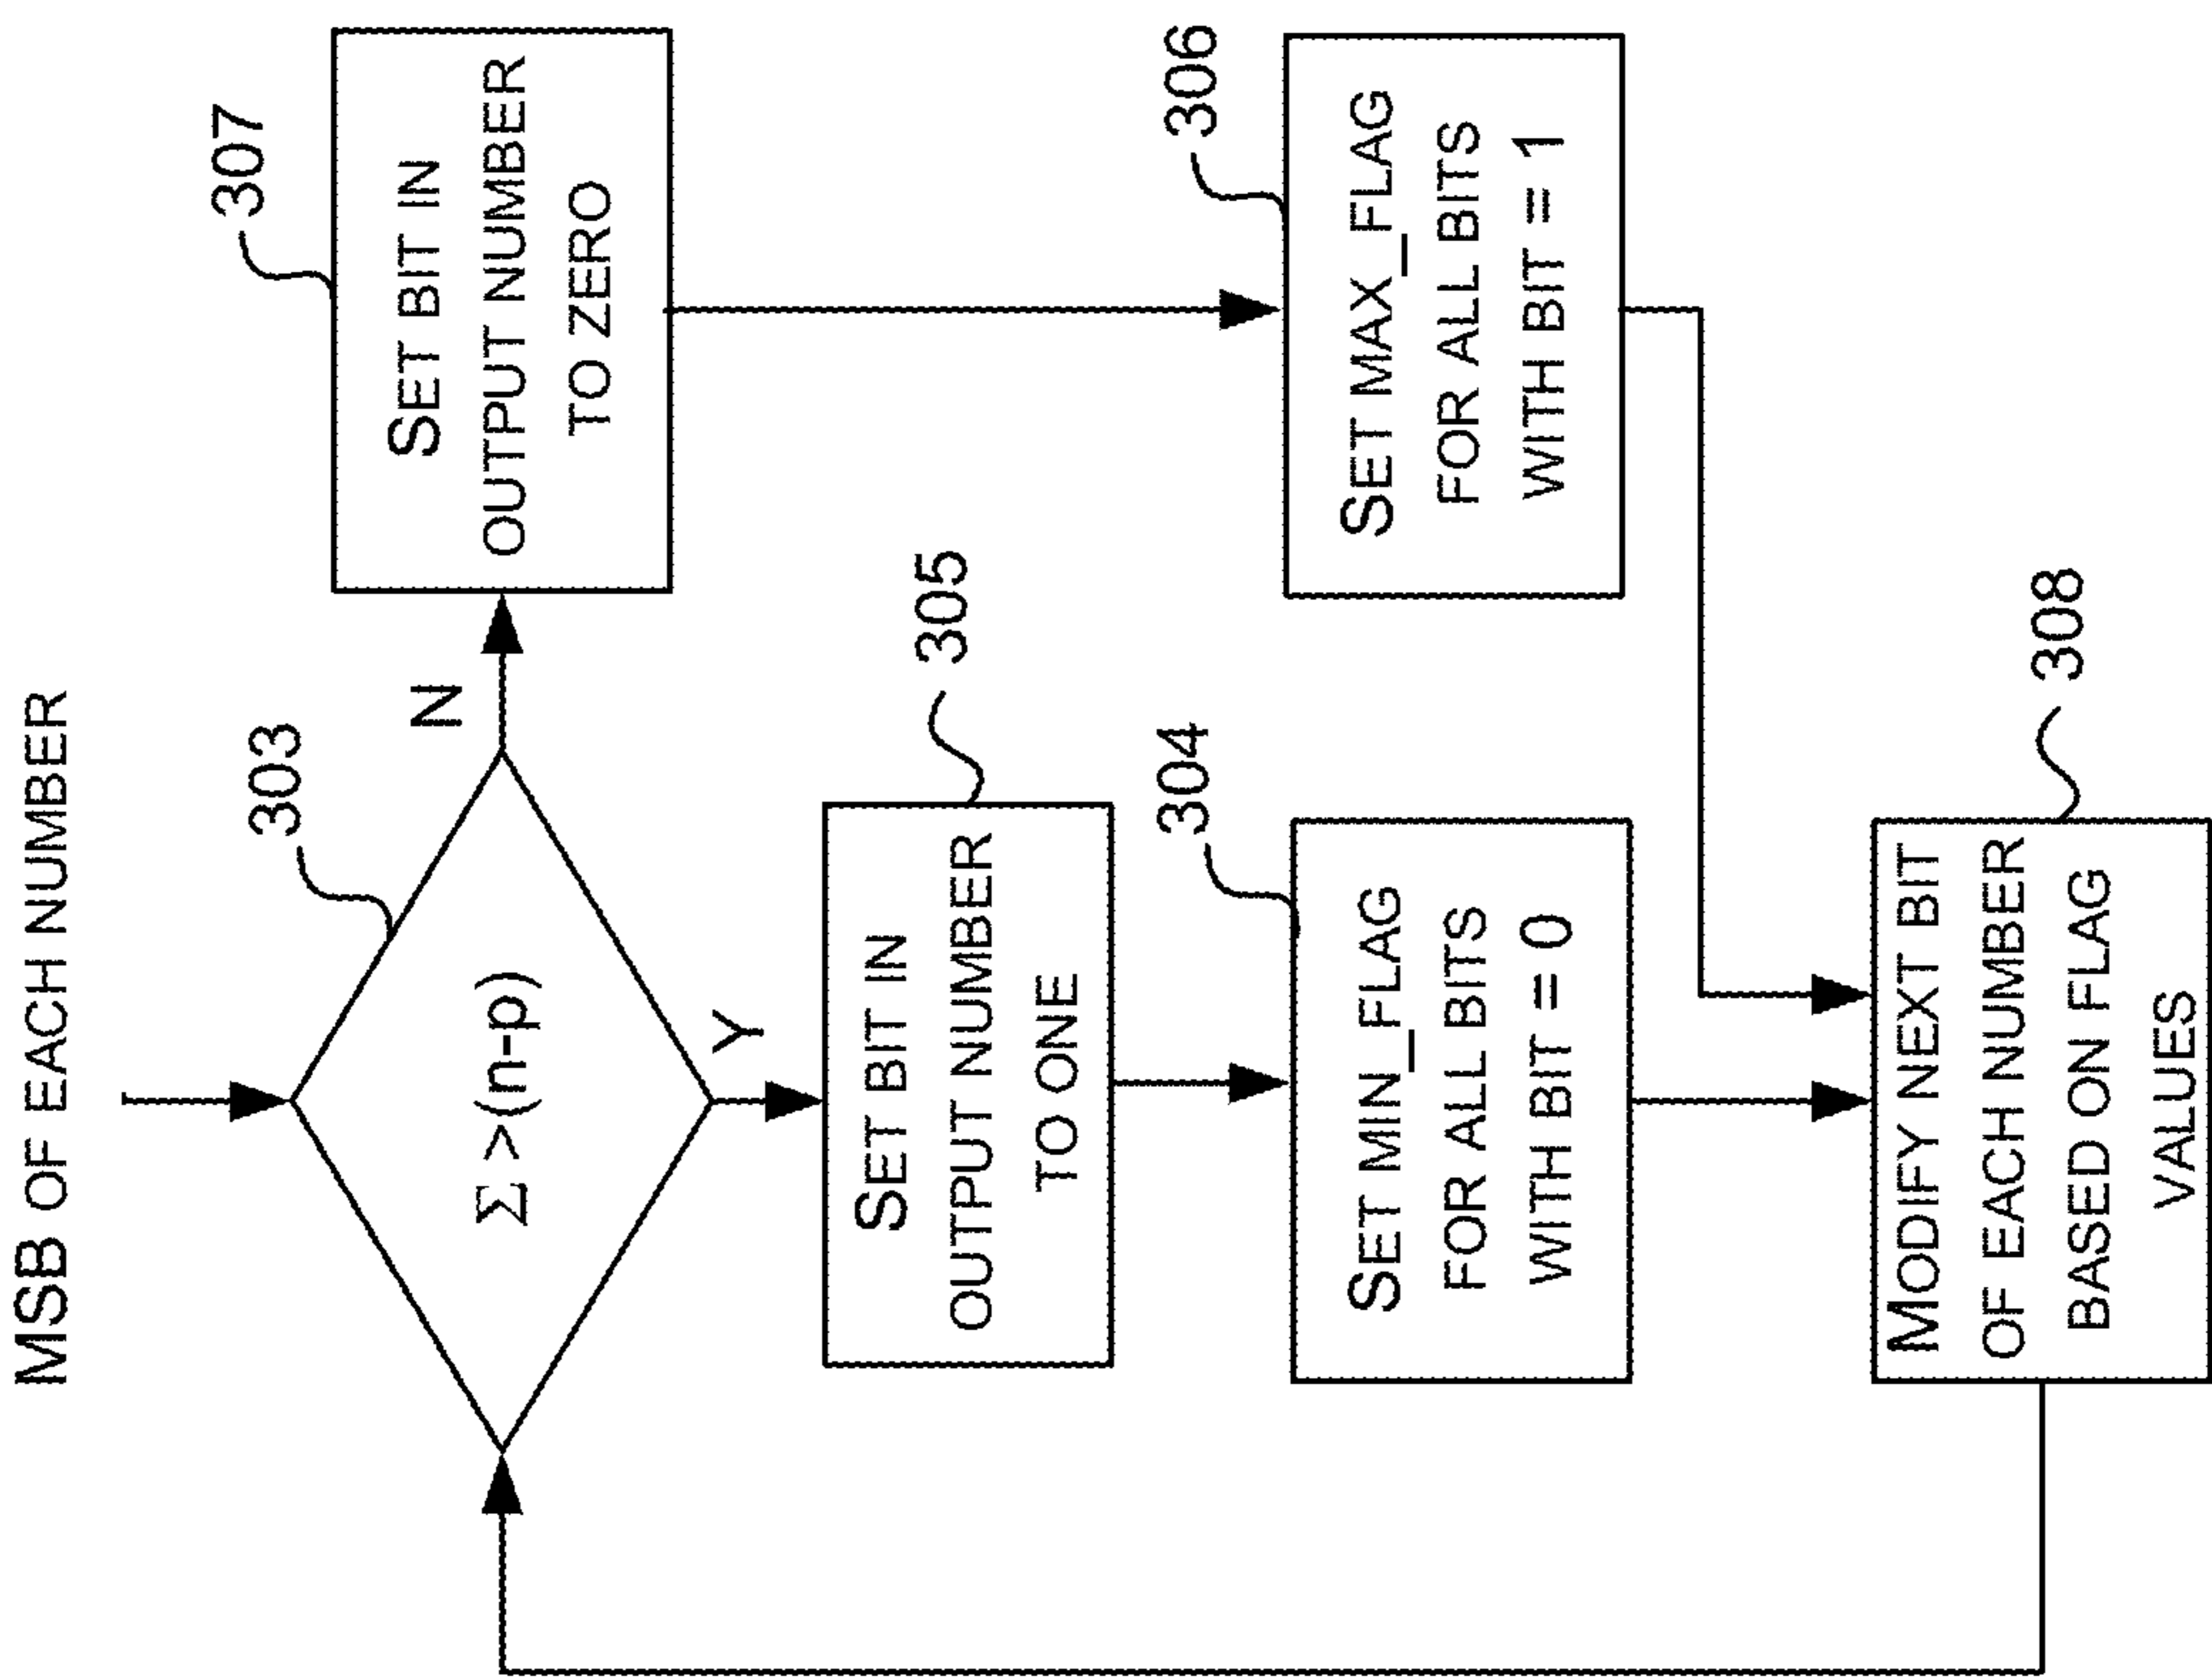 MSB OF EACH NUMBER
303
Σ >(n-p)
N
Y
307
SET BIT IN
OUTPUT NUMBER
TO ZERO
305
SET BIT IN
OUTPUT NUMBER
TO ONE
304
SET MIN_FLAG
FOR ALL BITS
WITH BIT = 0
306
SET MAX_FLAG
FOR ALL BITS
WITH BIT = 1
308
MODIFY NEXT BIT
OF EACH NUMBER
BASED ON FLAG
VALUES